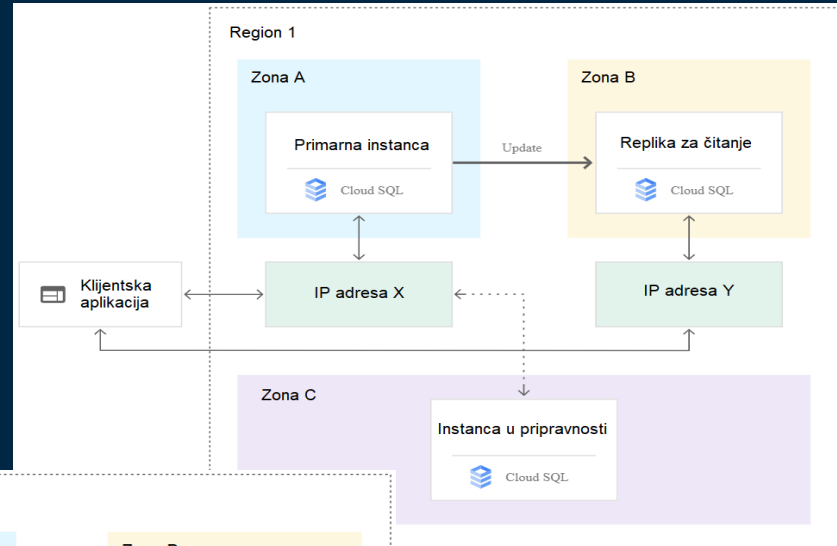 Region 1
Zona A
Zona B
Primarna instanca
Cloud SQL
Update
Replika za čitanje
Cloud SQL
Klijentska
aplikacija
IP adresa X
IP adresa Y
Zona C
Instanca u pripravnosti
Cloud SQL